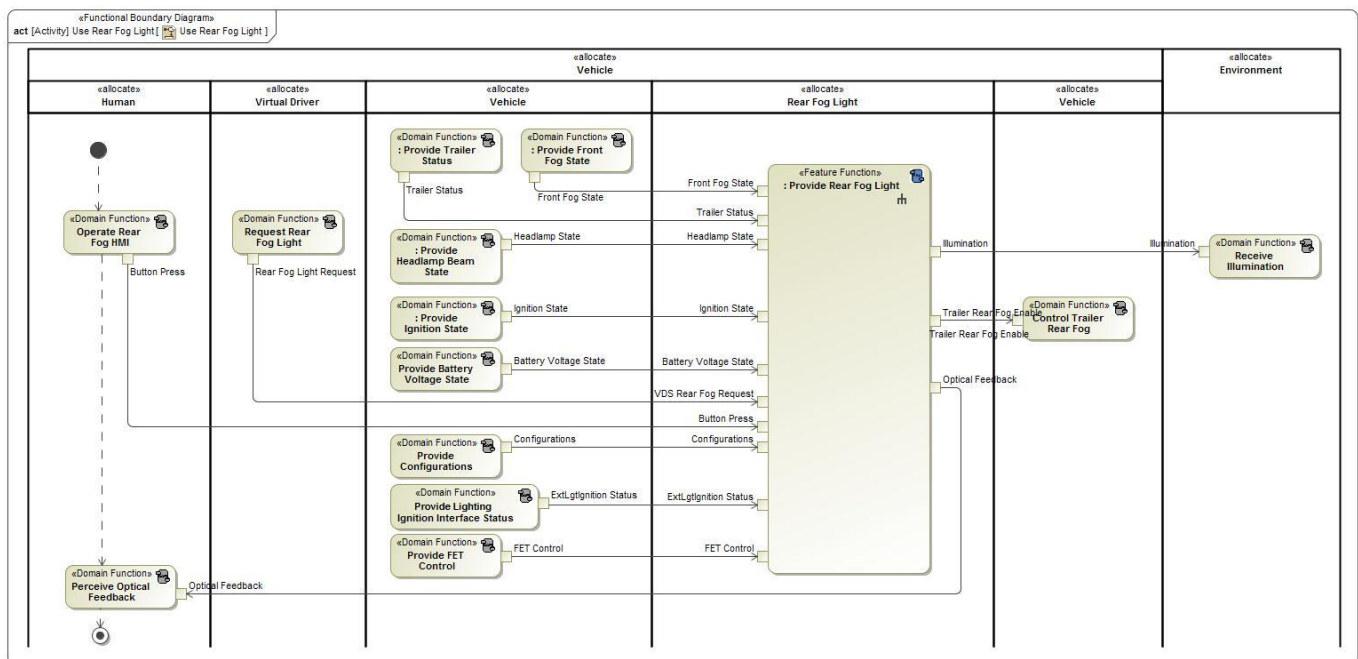 «Functional Boundary Diagram»
act [Activity] Use Rear Fog Light [ Use Rear Fog Light ]
«allocate»
Vehicle
«allocate»
Environment
«allocate»
Human
«allocate»
Virtual Driver
«allocate»
Vehicle
«allocate»
Rear Fog Light
«allocate»
Vehicle
«Domain Function»
: Provide Trailer
Status
Trailer Status
«Domain Function»
: Provide Front
Fog State
Front Fog State
«Feature Function»
: Provide Rear Fog Light
Front Fog State
Trailer Status
Headlamp State
Ignition State
Battery Voltage State
VDS Rear Fog Request
Button Press
Configurations
ExtLgtIgnition Status
FET Control
«Domain Function»
Operate Rear
Fog HMI
Button Press
«Domain Function»
Request Rear
Fog Light
Rear Fog Light Request
«Domain Function»
: Provide
Headlamp Beam
State
Headlamp State
«Domain Function»
: Provide
Ignition State
Ignition State
«Domain Function»
Provide Battery
Voltage State
Battery Voltage State
«Domain Function»
Provide
Configurations
Configurations
«Domain Function»
Provide Lighting
Ignition Interface Status
ExtLgtIgnition Status
«Domain Function»
Provide FET
Control
FET Control
Illumination
Illumination
«Domain Function»
Receive
Illumination
Trailer Rear Fog Enable
Trailer Rear Fog Enable
«Domain Function»
Control Trailer
Rear Fog
Optical Feedback
«Domain Function»
Perceive Optical
Feedback
Optical Feedback